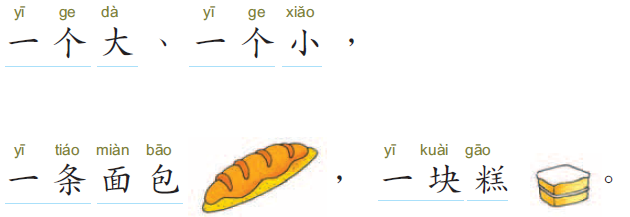 yī ge dà yī ge xiǎo
一个大、一个小，
yī tiáo miàn bāo yī kuài gāo
一条面包，一块糕。